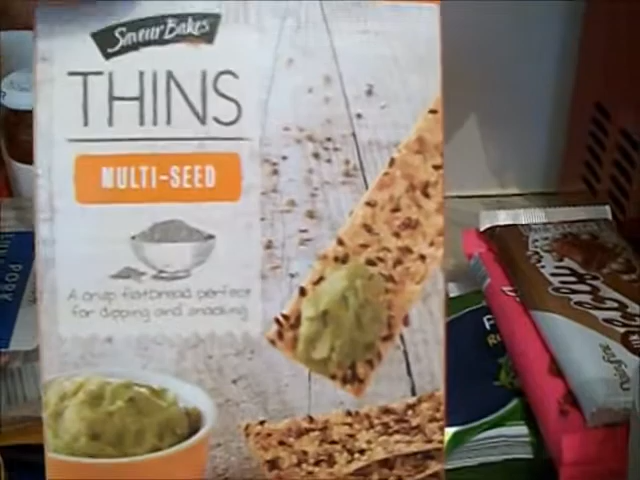 Savour Bakes
THINS
MULTI-SEED
A crisp flatbread perfect
for dipping and snacking